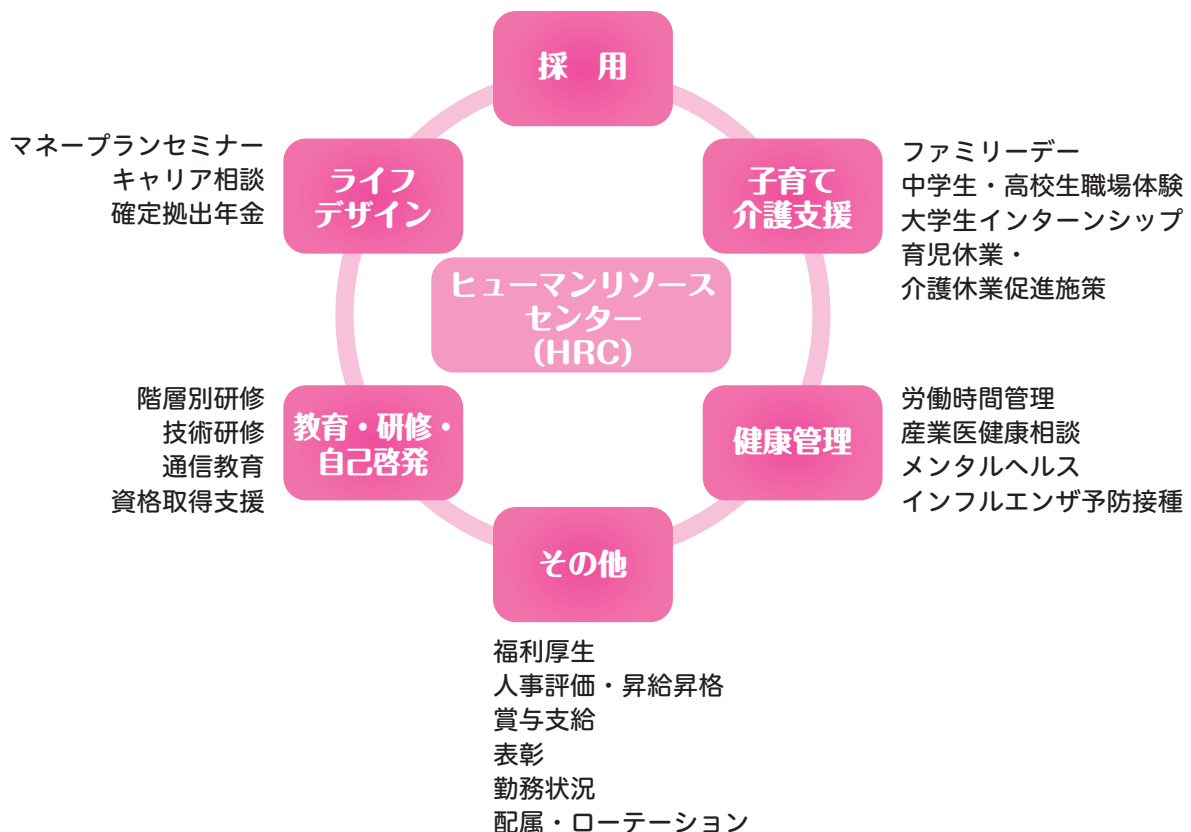 採　用
マネープランセミナー
キャリア相談
確定拠出年金
ライフ
デザイン
子育て
介護支援
ファミリーデー
中学生・高校生職場体験
大学生インターンシップ
育児休業・
介護休業促進施策
ヒューマンリソース
センター
(HRC)
階層別研修
技術研修
通信教育
資格取得支援
教育・研修・
自己啓発
健康管理
労働時間管理
産業医健康相談
メンタルヘルス
インフルエンザ予防接種
その他
福利厚生
人事評価・昇給昇格
賞与支給
表彰
勤務状況
配属・ローテーション